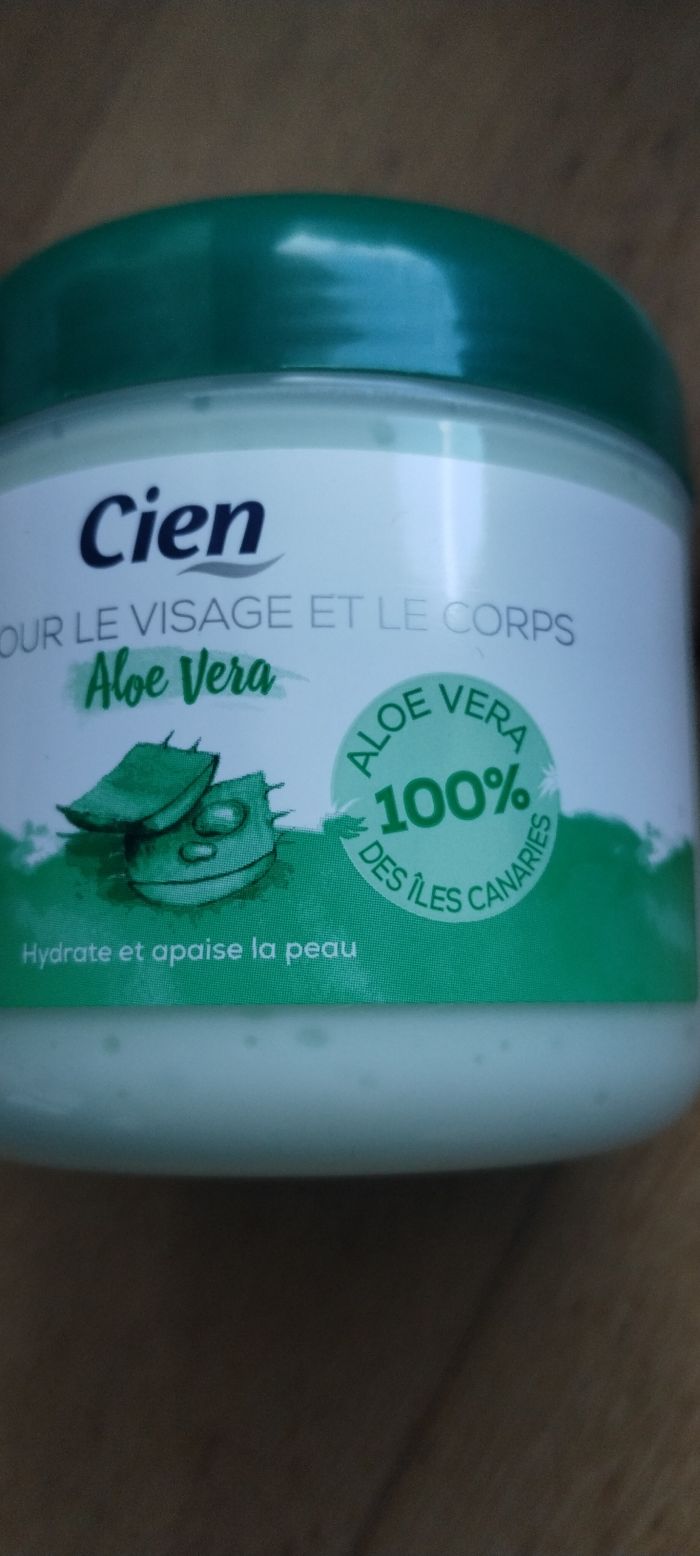 Cien
OUR LE VISAGE ET LE CORPS
Aloe Vera
ALOE VERA
100%
DES ÎLES CANARIES
Hydrate et apaise la peau